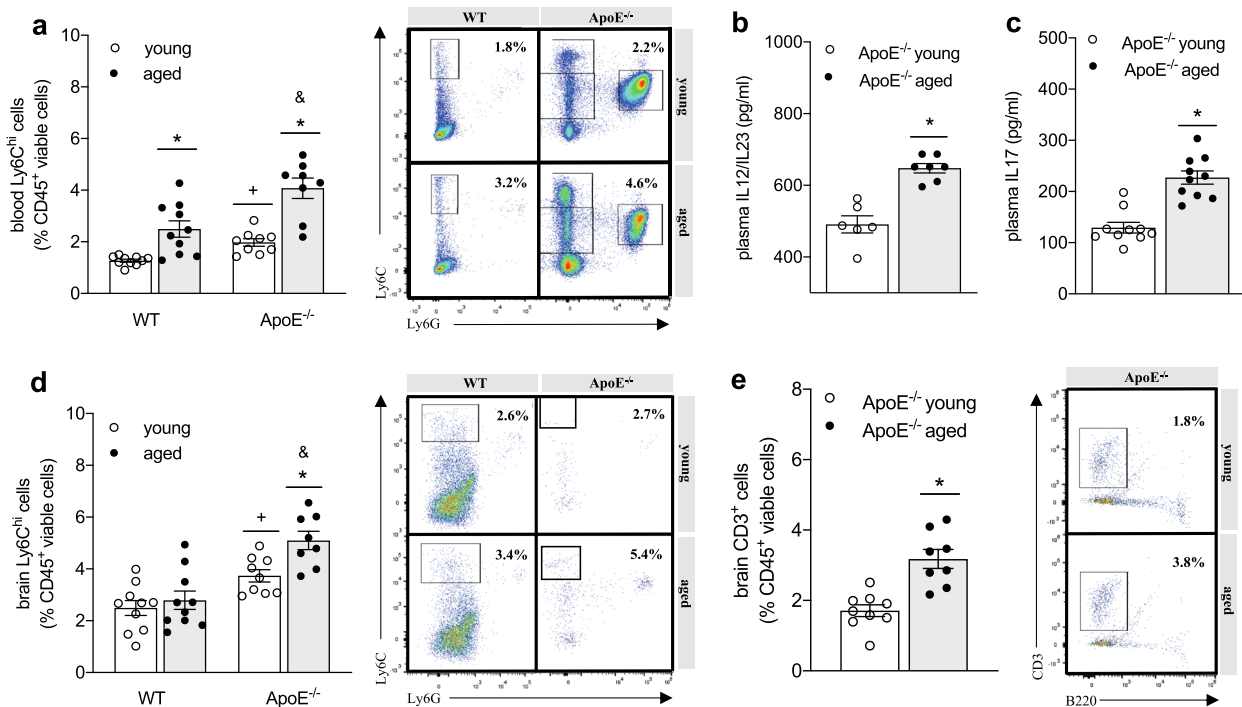 a
young
aged
blood Ly6Cʰⁱ cells
(% CD45⁺ viable cells)
10
8
6
4
2
0
*
+
&
*
WT
ApoE⁻/⁻
WT
ApoE⁻/⁻
1.8%
2.2%
young
3.2%
4.6%
aged
Ly6C
Ly6G
b
ApoE⁻/⁻ young
ApoE⁻/⁻ aged
plasma IL12/IL23 (pg/ml)
1000
800
600
400
*
c
ApoE⁻/⁻ young
ApoE⁻/⁻ aged
plasma IL17 (pg/ml)
500
400
300
200
100
0
*
d
young
aged
brain Ly6Cʰⁱ cells
(% CD45⁺ viable cells)
10
8
6
4
2
0
+
&
*
WT
ApoE⁻/⁻
WT
ApoE⁻/⁻
2.6%
2.7%
young
3.4%
5.4%
aged
Ly6C
Ly6G
e
ApoE⁻/⁻ young
ApoE⁻/⁻ aged
brain CD3⁺ cells
(% CD45⁺ viable cells)
8
6
4
2
0
*
ApoE⁻/⁻
1.8%
young
3.8%
aged
CD3
B220